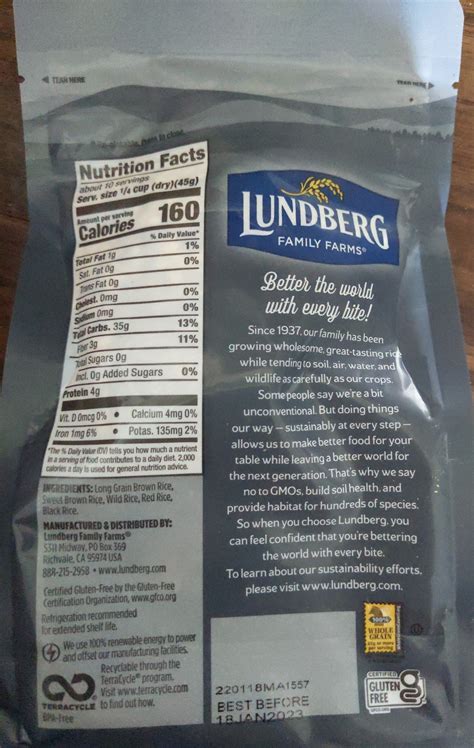 TEAR HERE
TEAR HERE
press to close.
Nutrition Facts
about 10 servings
Serv. size 1/4 cup (dry)(45g)
Amount per serving
Calories 160
% Daily Value*
Total Fat 1g 1%
Sat. Fat 0g 0%
Trans Fat 0g
Cholest. 0mg 0%
Sodium 0mg 0%
Total Carbs. 35g 13%
Fiber 3g 11%
Total Sugars 0g
Incl. 0g Added Sugars 0%
Protein 4g
Vit. D 0mcg 0% • Calcium 4mg 0%
Iron 1mg 6% • Potas. 135mg 2%
*The % Daily Value (DV) tells you how much a nutrient
in a serving of food contributes to a daily diet. 2,000
calories a day is used for general nutrition advice.
INGREDIENTS: Long Grain Brown Rice,
Sweet Brown Rice, Wild Rice, Red Rice,
Black Rice.
MANUFACTURED & DISTRIBUTED BY:
Lundberg Family Farms®
5311 Midway, PO Box 369
Richvale, CA 95974 USA
888-215-2958 • www.lundberg.com
Certified Gluten-Free by the Gluten-Free
Certification Organization, www.gfco.org
Refrigeration recommended
for extended shelf life.
We use 100% renewable energy to power
and offset our manufacturing facilities.
Recyclable through the
TerraCycle® program.
Visit www.terracycle.com
to find out how.
TERRACYCLE
BPA-Free
LUNDBERG
FAMILY FARMS®
Better the world
with every bite!
Since 1937, our family has been
growing wholesome, great-tasting rice
while tending to soil, air, water, and
wildlife as carefully as our crops.
Some people say we're a bit
unconventional. But doing things
our way — sustainably at every step —
allows us to make better food for your
table while leaving a better world for
the next generation. That's why we say
no to GMOs, build soil health, and
provide habitat for hundreds of species.
So when you choose Lundberg, you
can feel confident that you're bettering
the world with every bite.
To learn about our sustainability efforts,
please visit www.lundberg.com.
100%
WHOLE
GRAIN
CERTIFIED
GLUTEN
FREE
220118MA1557
BEST BEFORE
18JAN2023